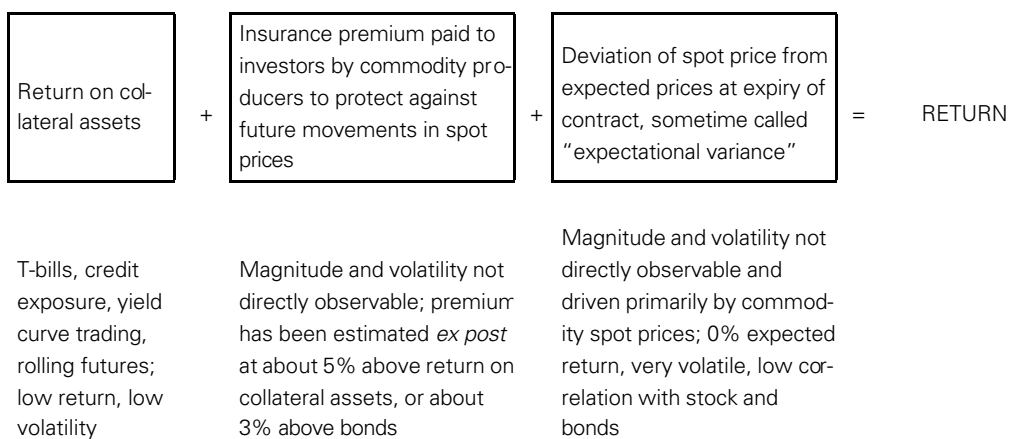 Return on col-
lateral assets
+
Insurance premium paid to
investors by commodity pro-
ducers to protect against
future movements in spot
prices
+
Deviation of spot price from
expected prices at expiry of
contract, sometime called
“expectational variance”
=
RETURN
T-bills, credit
exposure, yield
curve trading,
rolling futures;
low return, low
volatility
Magnitude and volatility not
directly observable; premium
has been estimated ex post
at about 5% above return on
collateral assets, or about
3% above bonds
Magnitude and volatility not
directly observable and
driven primarily by commod-
ity spot prices; 0% expected
return, very volatile, low cor-
relation with stock and
bonds